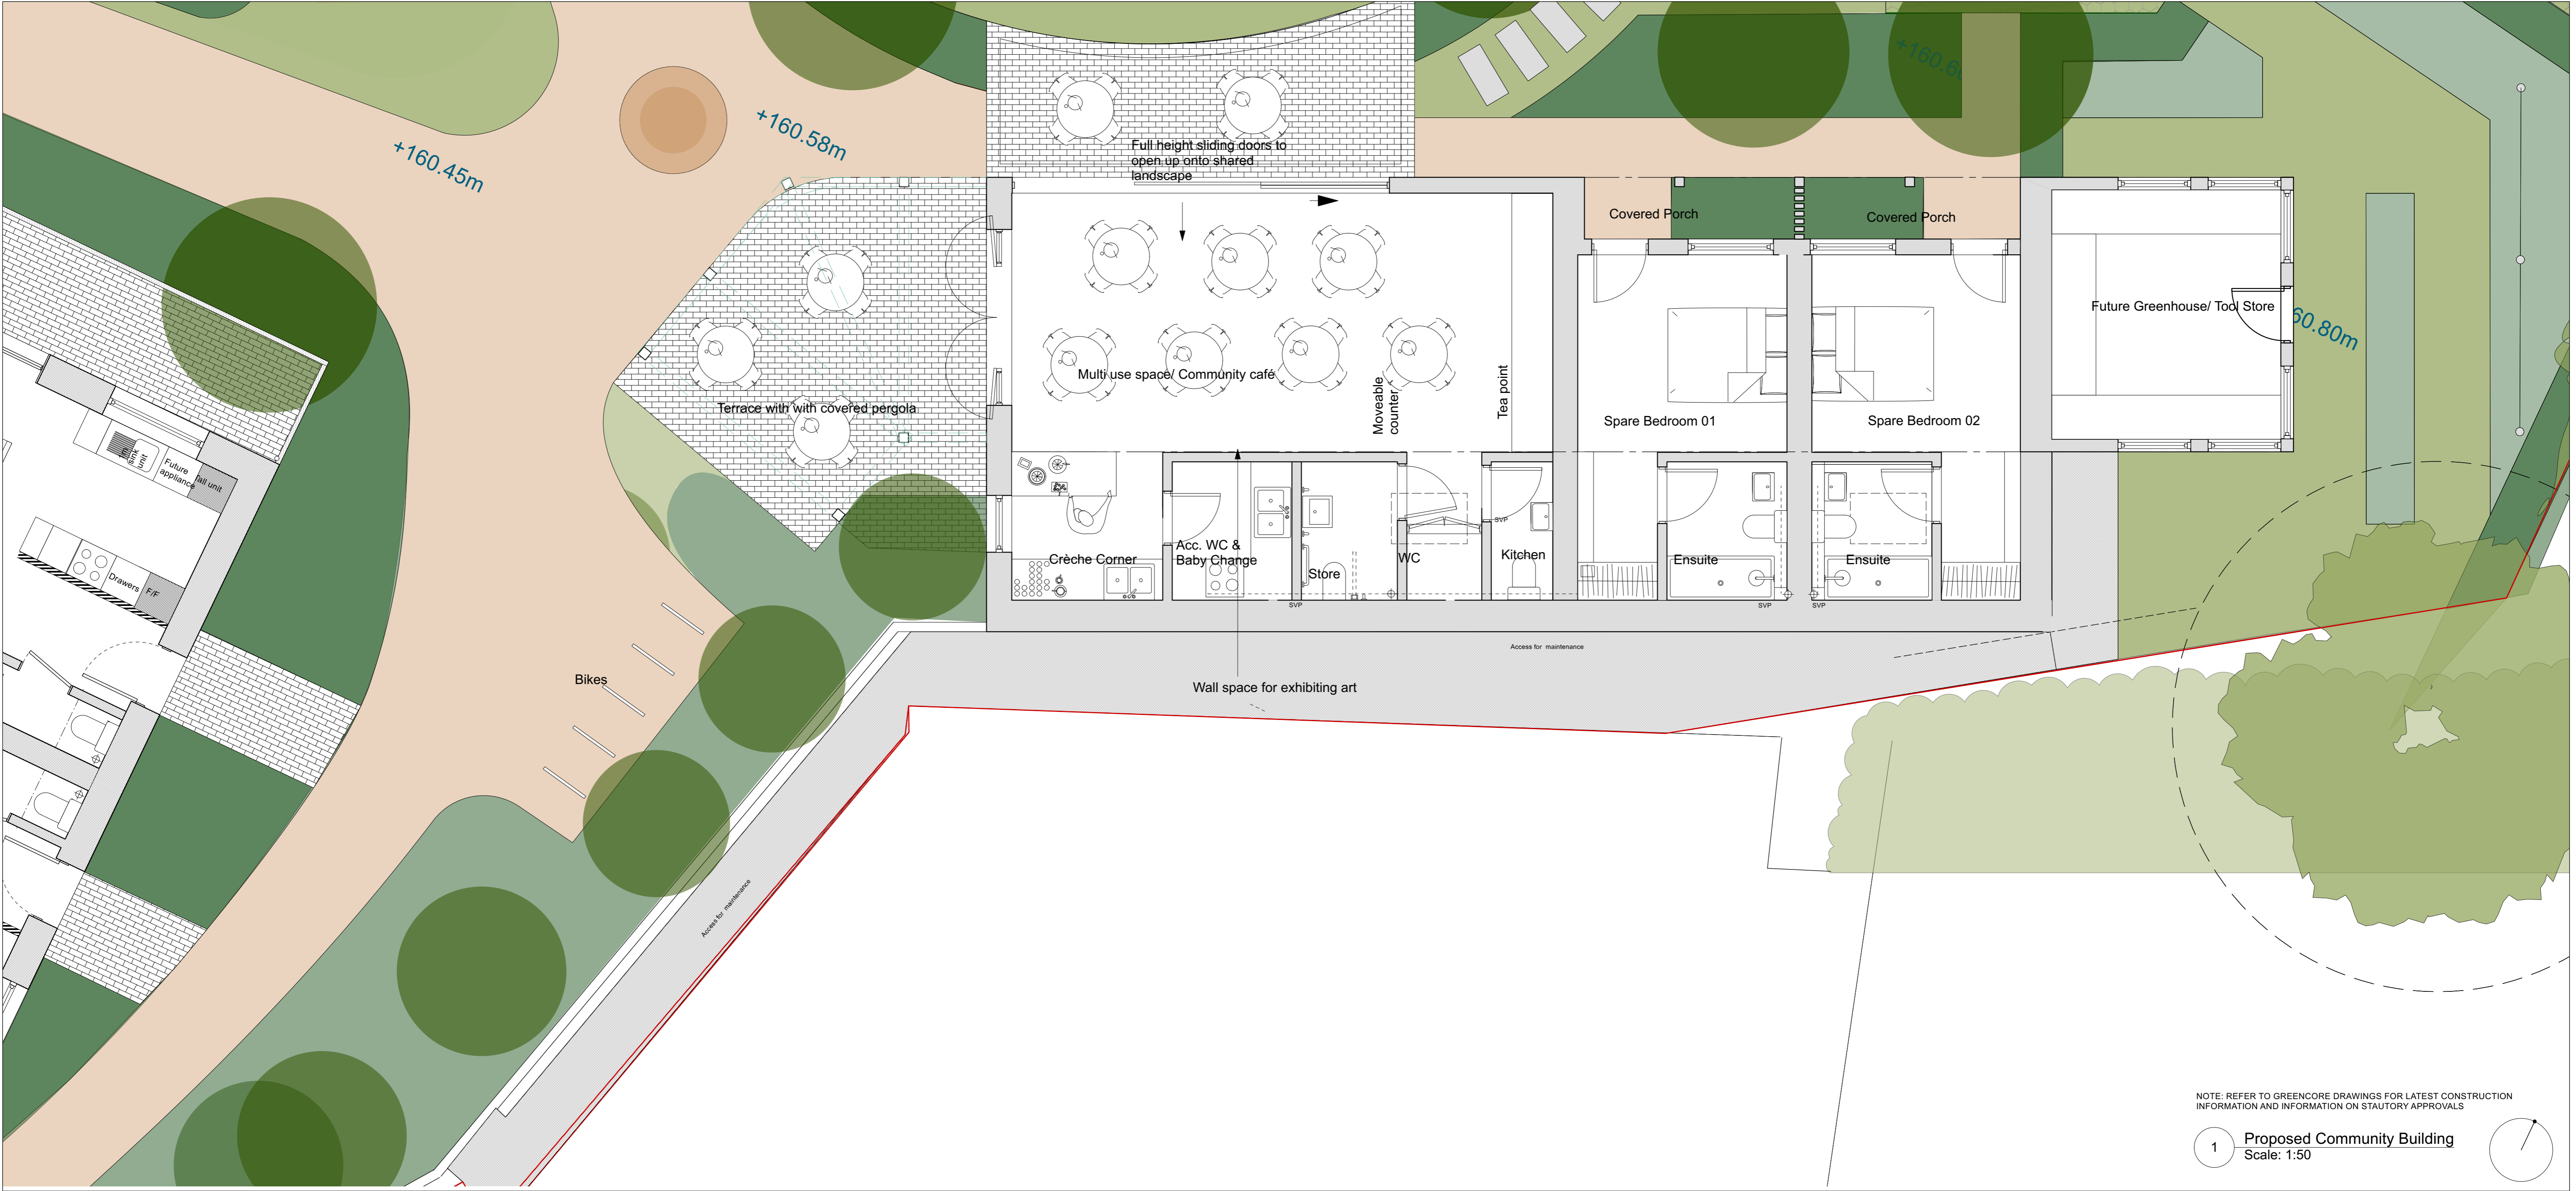 +160.45m
+160.58m
+160.6
60.80m
Full height sliding doors to
open up onto shared
landscape
Covered Porch
Covered Porch
Future Greenhouse/ Tool Store
Multi use space/ Community café
Terrace with with covered pergola
Moveable
counter
Tea point
Spare Bedroom 01
Spare Bedroom 02
1m
sink
unit
Future
appliance
Tall unit
Drawers
F/F
Crèche Corner
Acc. WC &
Baby Change
Store
WC
SVP
Kitchen
Ensuite
Ensuite
SVP
SVP
SVP
Access for maintenance
Wall space for exhibiting art
Bikes
Access for maintenance
NOTE: REFER TO GREENCORE DRAWINGS FOR LATEST CONSTRUCTION
INFORMATION AND INFORMATION ON STAUTORY APPROVALS
1
Proposed Community Building
Scale: 1:50